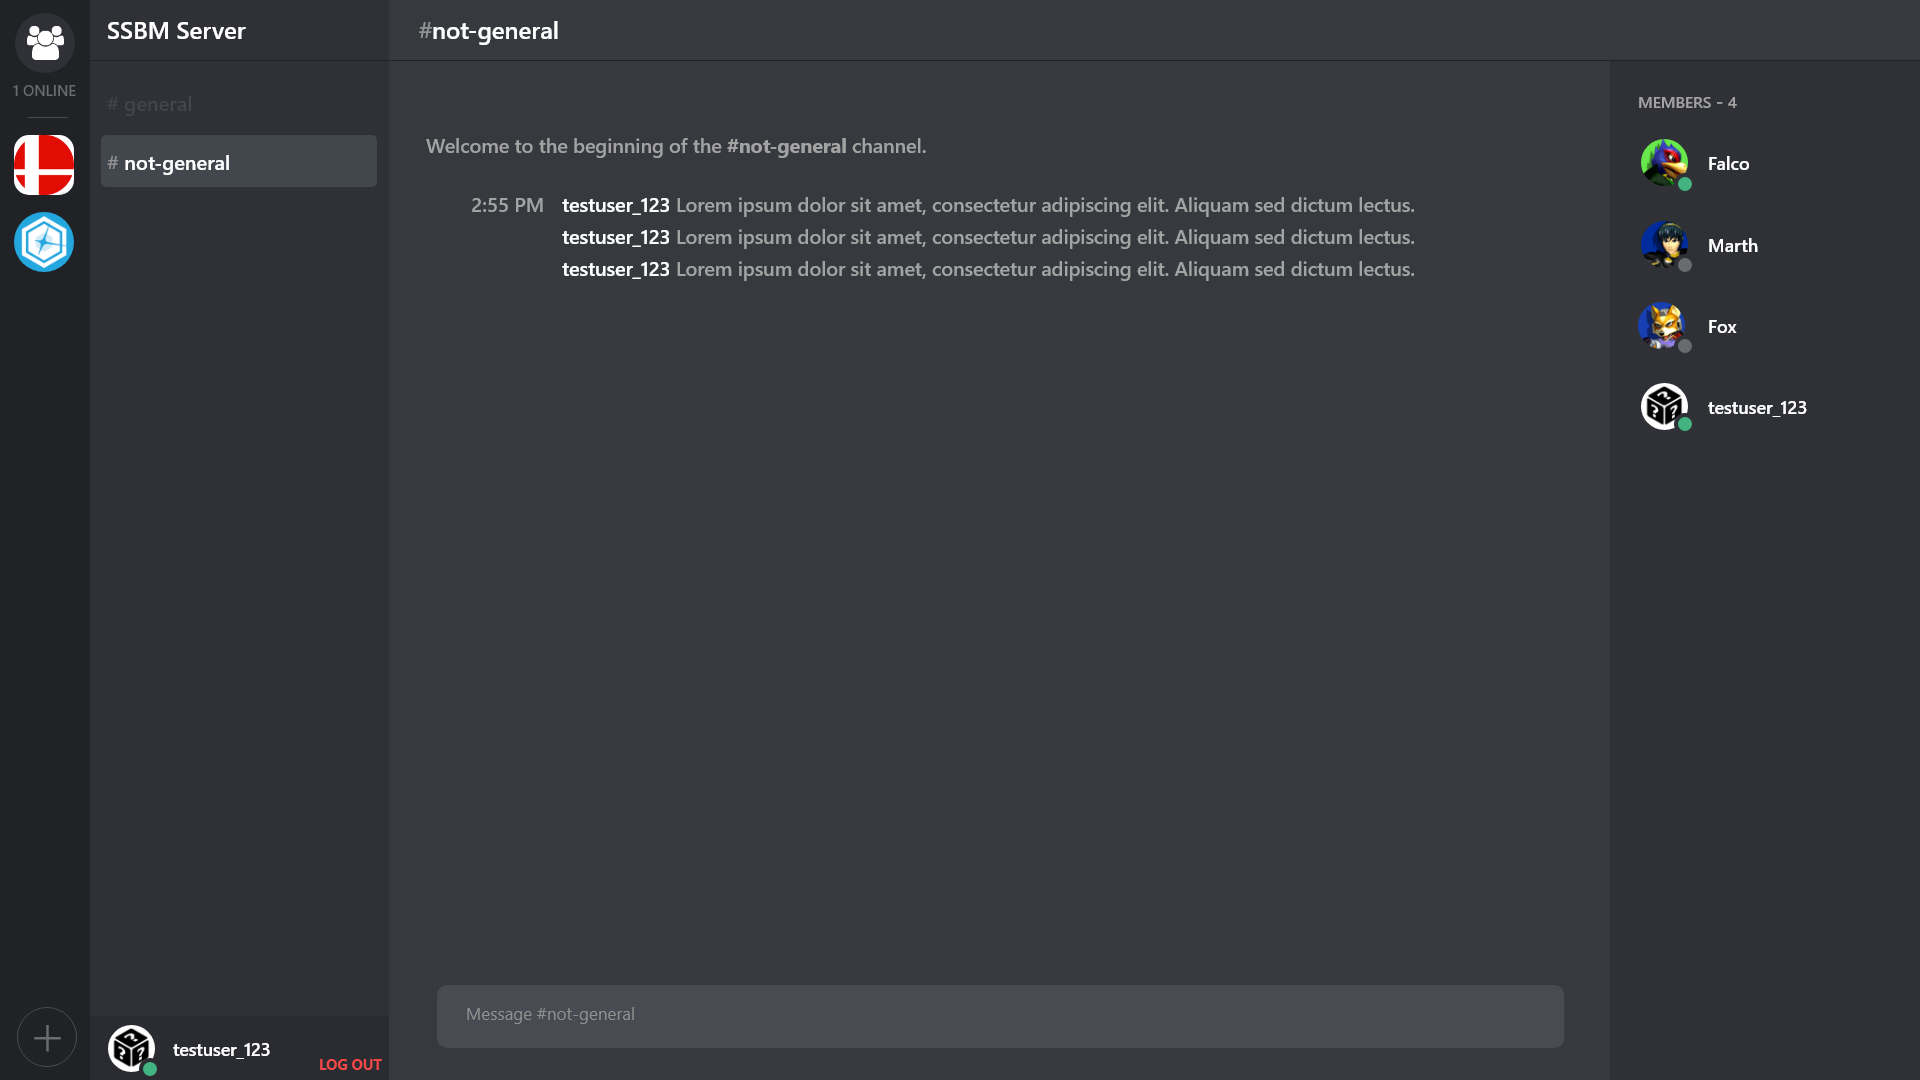 1 ONLINE
SSBM Server
# general
# not-general
testuser_123
LOG OUT
#not-general
Welcome to the beginning of the #not-general channel.
2:55 PM testuser_123 Lorem ipsum dolor sit amet, consectetur adipiscing elit. Aliquam sed dictum lectus.
testuser_123 Lorem ipsum dolor sit amet, consectetur adipiscing elit. Aliquam sed dictum lectus.
testuser_123 Lorem ipsum dolor sit amet, consectetur adipiscing elit. Aliquam sed dictum lectus.
Message #not-general
MEMBERS - 4
Falco
Marth
Fox
testuser_123